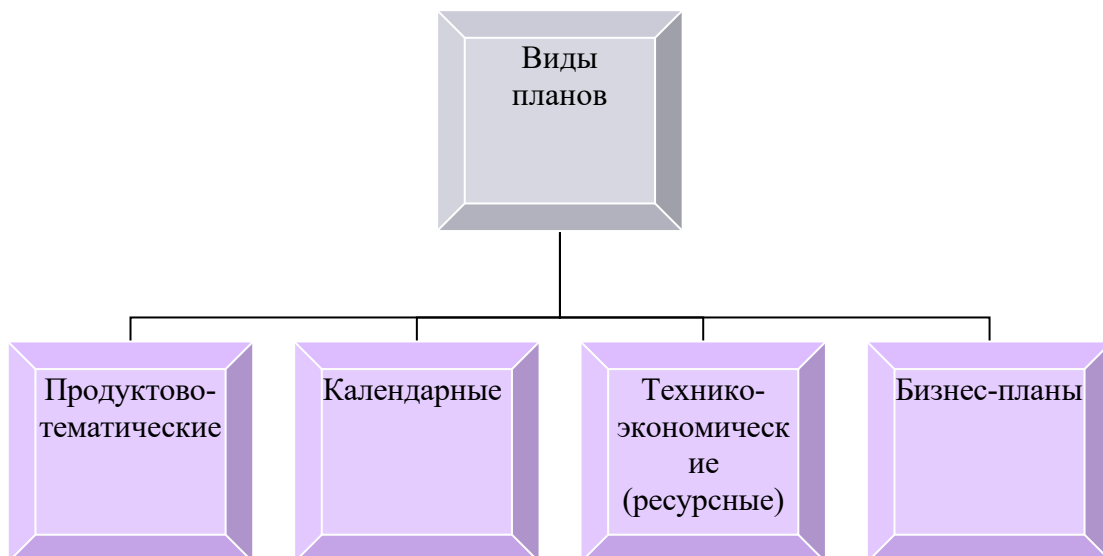 Виды
планов
Продуктово-
тематические
Календарные
Технико-
экономическ
ие
(ресурсные)
Бизнес-планы